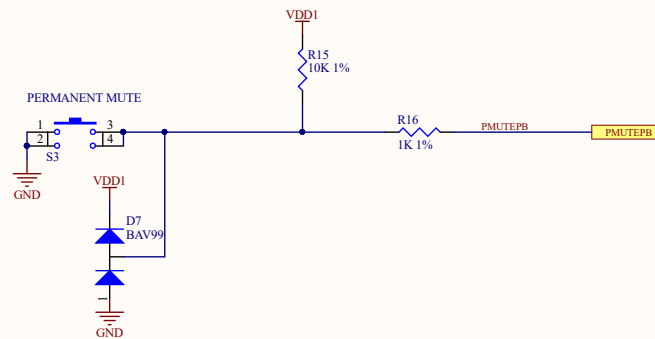 VDD1
R15
10K 1%
PERMANENT MUTE
R16
1 3
PMUTEPB
PMUTEPB
2 4
1K 1%
S3
VDD1
GND
D7
BAV99
1
GND